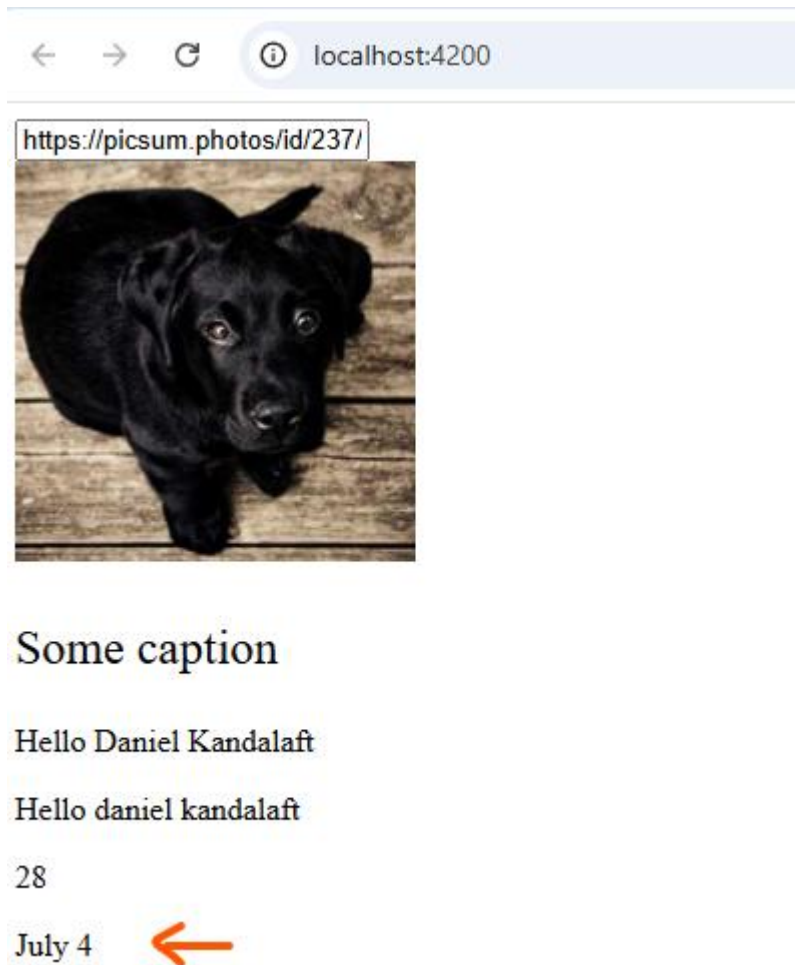 localhost:4200
https://picsum.photos/id/237/
Some caption
Hello Daniel Kandalaft
Hello daniel kandalaft
28
July 4